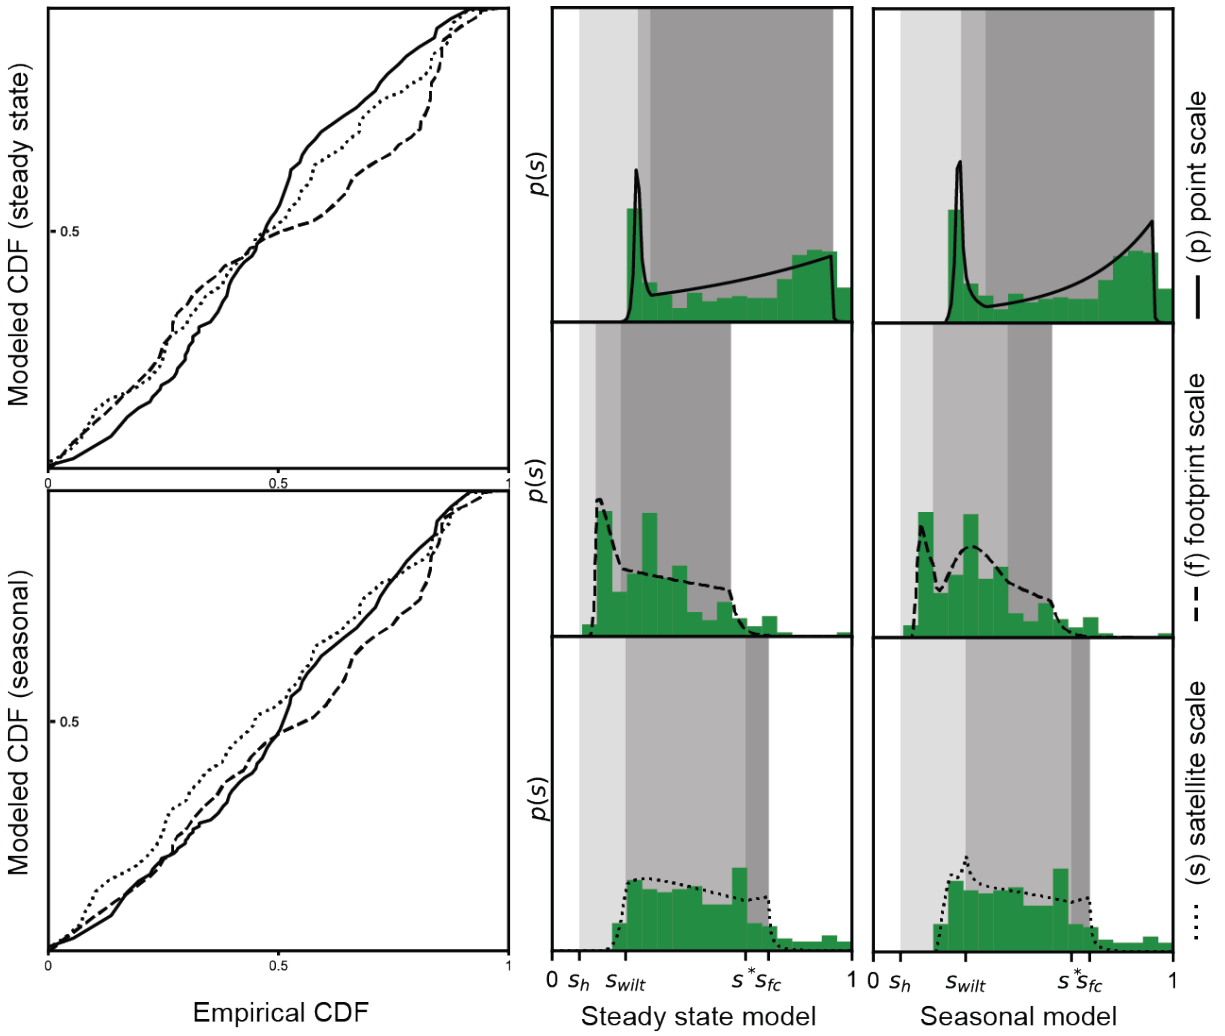 Modeled CDF (steady state)
0.5
0
0.5
1
Modeled CDF (seasonal)
0.5
0
0.5
1
Empirical CDF
p(s)
p(s)
p(s)
0 s_h s_wilt s* s_fc 1
Steady state model
0 s_h s_wilt s* s_fc 1
Seasonal model
(p) point scale
(f) footprint scale
(s) satellite scale